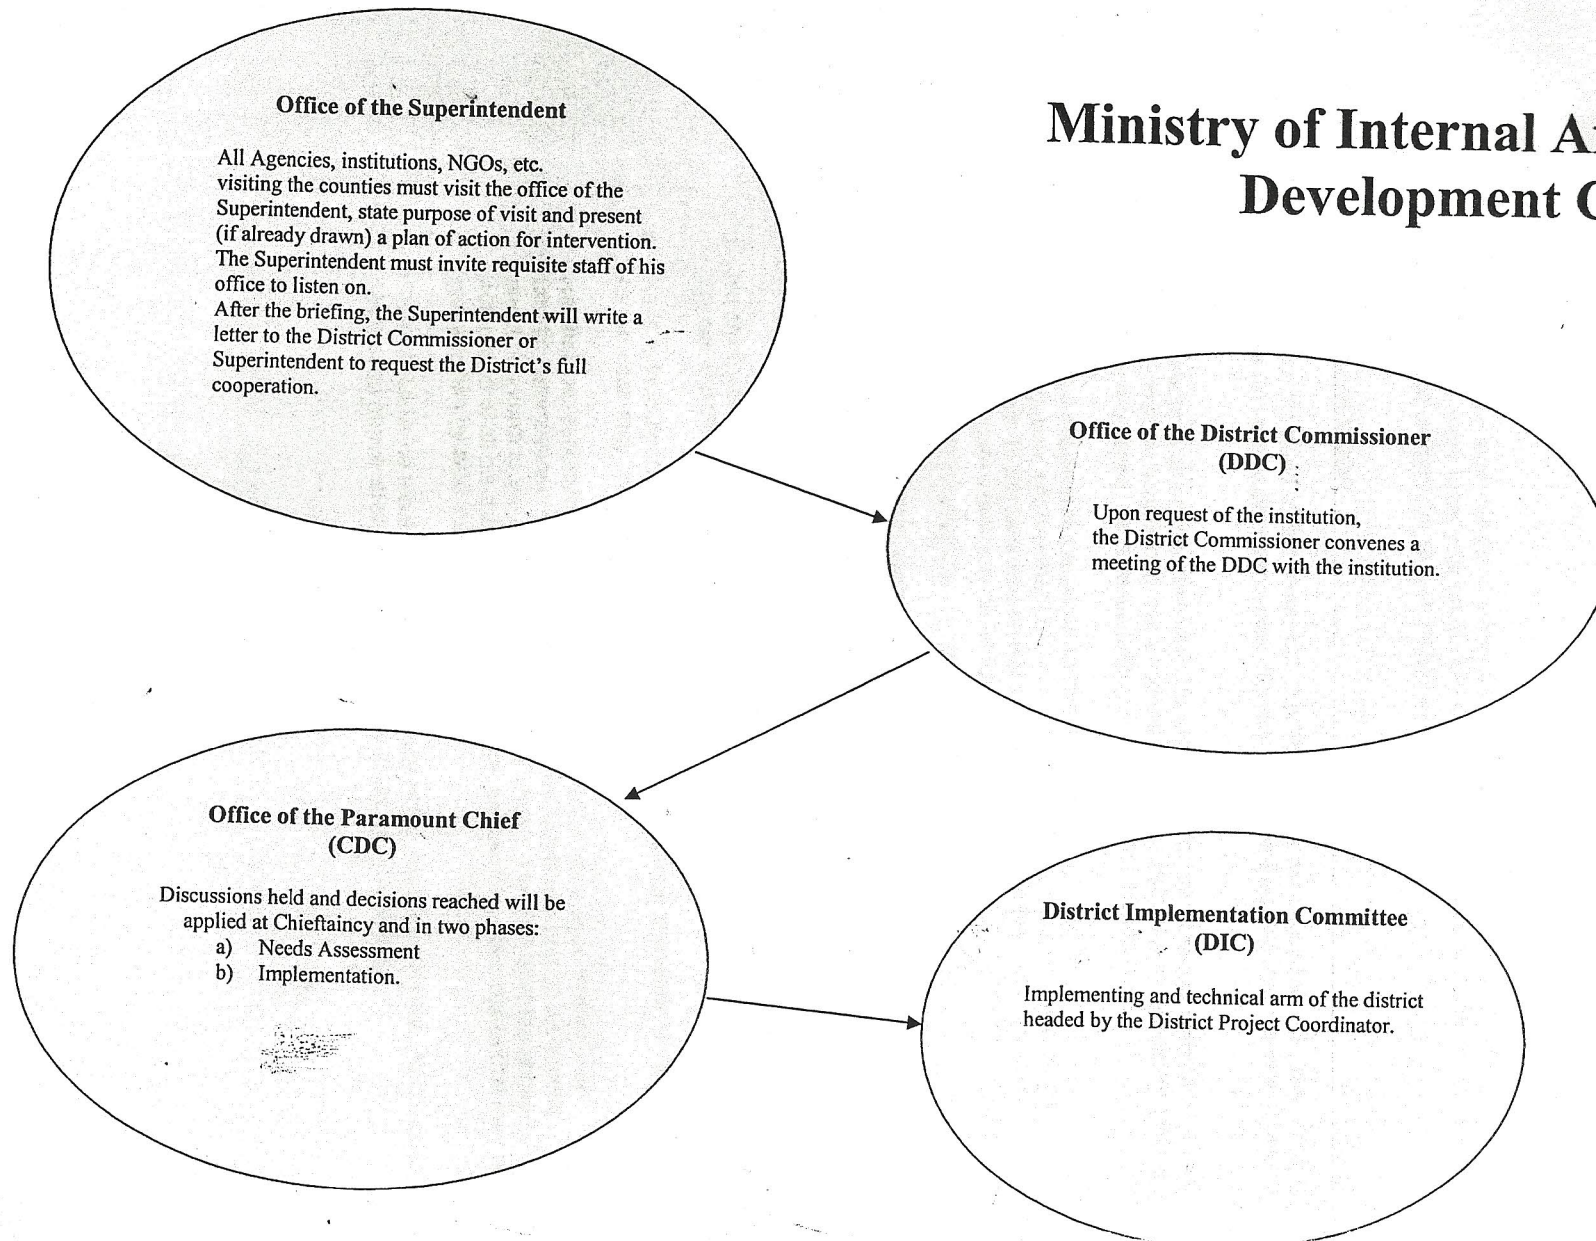 Ministry of Internal
Development
Office of the Superintendent
All Agencies, institutions, NGOs, etc.
visiting the counties must visit the office of the
Superintendent, state purpose of visit and present
(if already drawn) a plan of action for intervention.
The Superintendent must invite requisite staff of his
office to listen on.
After the briefing, the Superintendent will write a
letter to the District Commissioner or
Superintendent to request the District's full
cooperation.
Office of the District Commissioner
(DDC)
Upon request of the institution,
the District Commissioner convenes a
meeting of the DDC with the institution.
Office of the Paramount Chief
(CDC)
Discussions held and decisions reached will be
applied at Chieftaincy and in two phases:
a) Needs Assessment
b) Implementation.
District Implementation Committee
(DIC)
Implementing and technical arm of the district
headed by the District Project Coordinator.